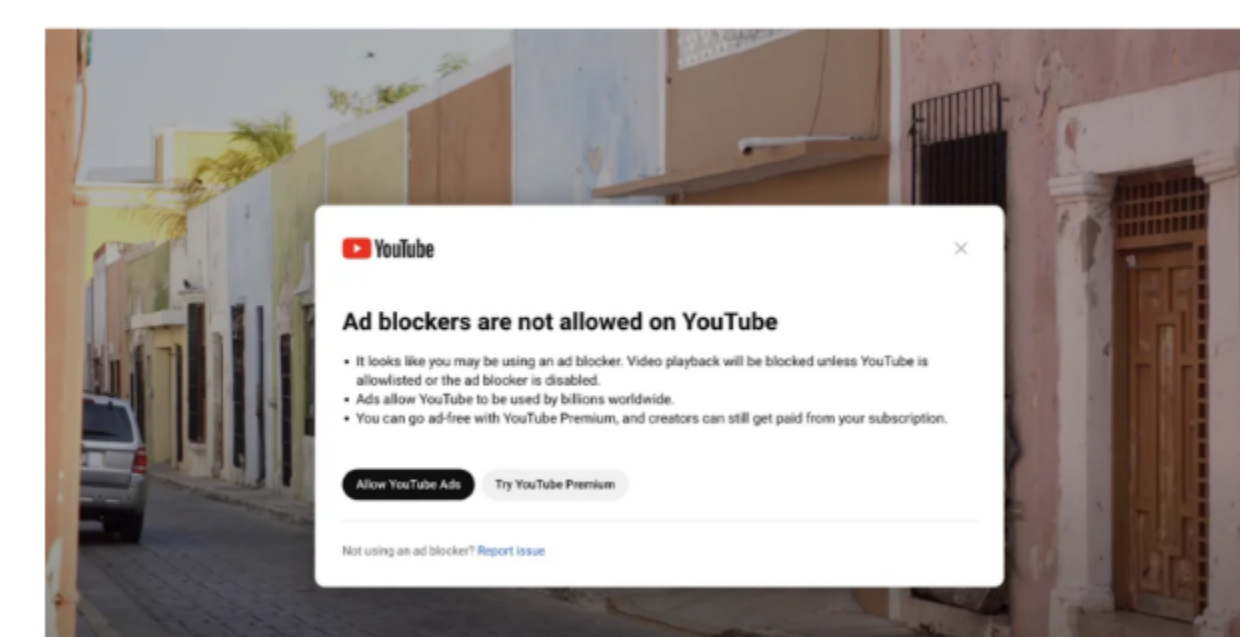 YouTube
Ad blockers are not allowed on YouTube
• It looks like you may be using an ad blocker. Video playback will be blocked unless YouTube is
allowlisted or the ad blocker is disabled.
• Ads allow YouTube to be used by billions worldwide.
• You can go ad-free with YouTube Premium, and creators can still get paid from your subscription.
Allow YouTube Ads Try YouTube Premium
Not using an ad blocker? Report issue